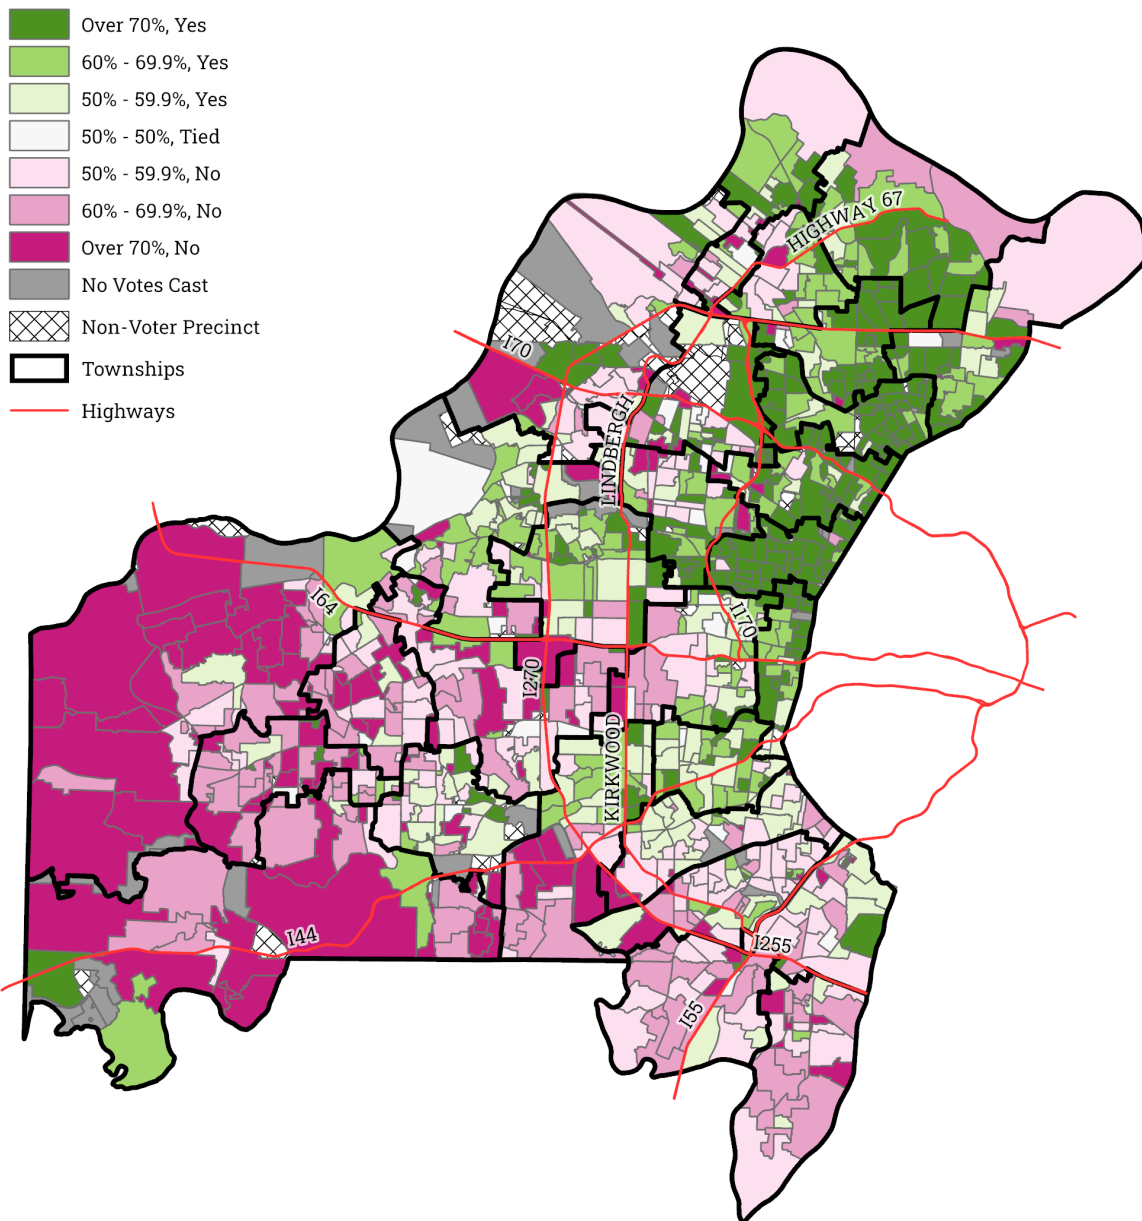 Over 70%, Yes
60% - 69.9%, Yes
50% - 59.9%, Yes
50% - 50%, Tied
50% - 59.9%, No
60% - 69.9%, No
Over 70%, No
No Votes Cast
Non-Voter Precinct
Townships
Highways
HIGHWAY 67
I70
LINDBERGH
I64
I70
I270
KIRKWOOD
I44
I255
I55